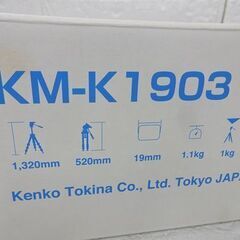 KM-K1903
1,320mm 520mm 19mm 1.1kg 1kg
Kenko Tokina Co., Ltd. Tokyo JAPA